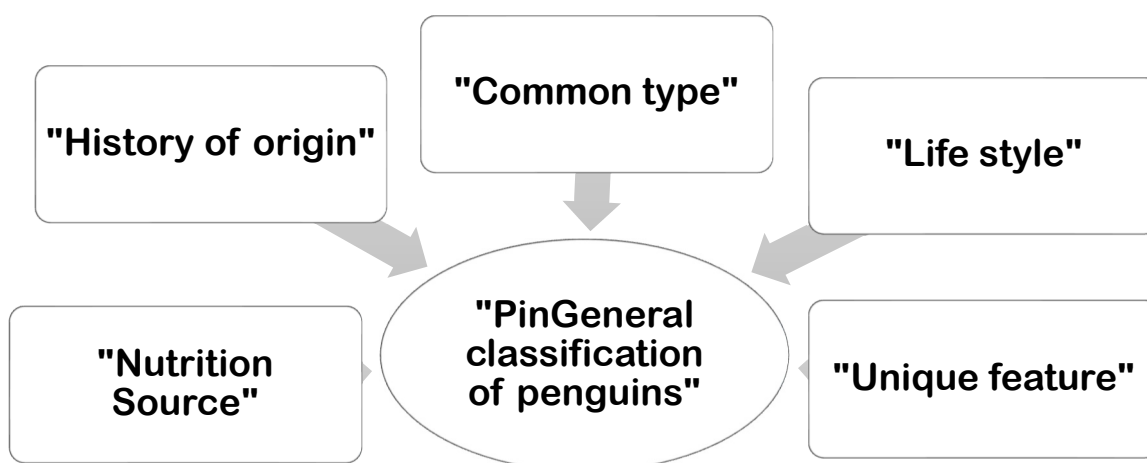 "Common type"
"History of origin"
"Life style"
"PinGeneral
classification
of penguins"
"Nutrition
Source"
"Unique feature"